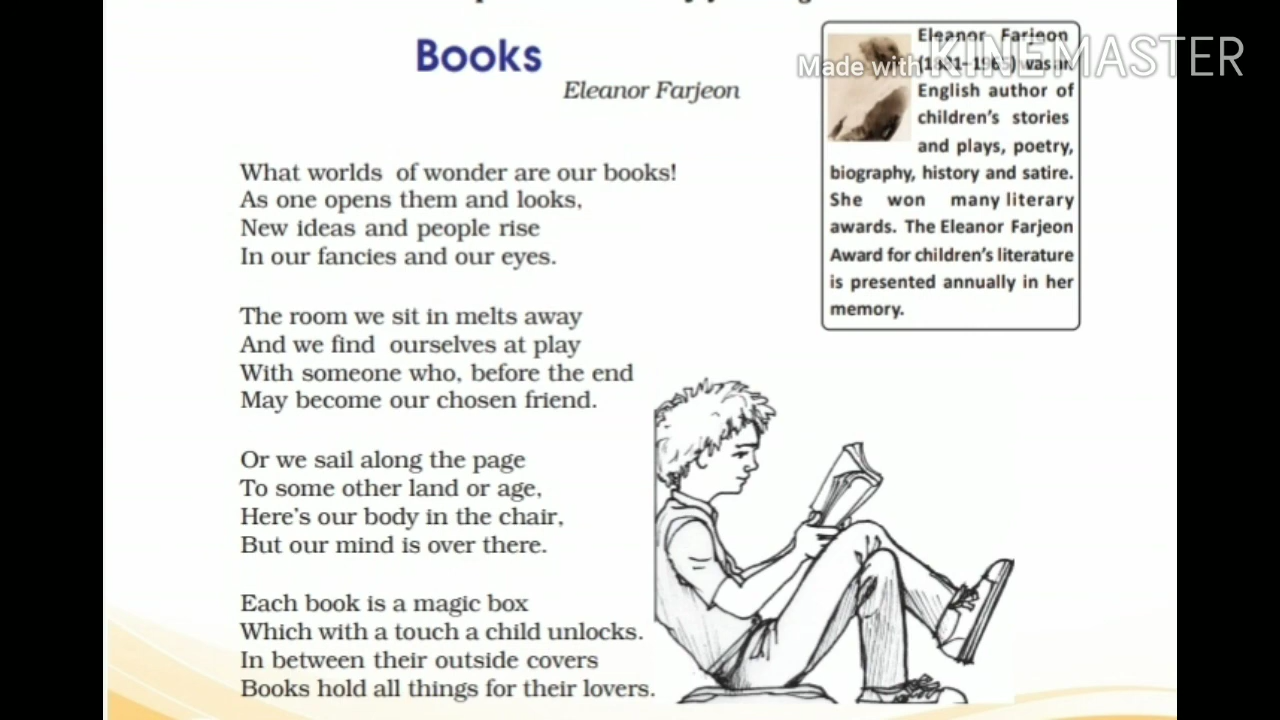 Books
Eleanor Farjeon
What worlds of wonder are our books!
As one opens them and looks,
New ideas and people rise
In our fancies and our eyes.
The room we sit in melts away
And we find ourselves at play
With someone who, before the end
May become our chosen friend.
Or we sail along the page
To some other land or age,
Here's our body in the chair,
But our mind is over there.
Each book is a magic box
Which with a touch a child unlocks.
In between their outside covers
Books hold all things for their lovers.
Eleanor Farjeon
was an
English author of
children's stories
and plays, poetry,
biography, history and satire.
She won many literary
awards. The Eleanor Farjeon
Award for children's literature
is presented annually in her
memory.
Made with KINEMASTER